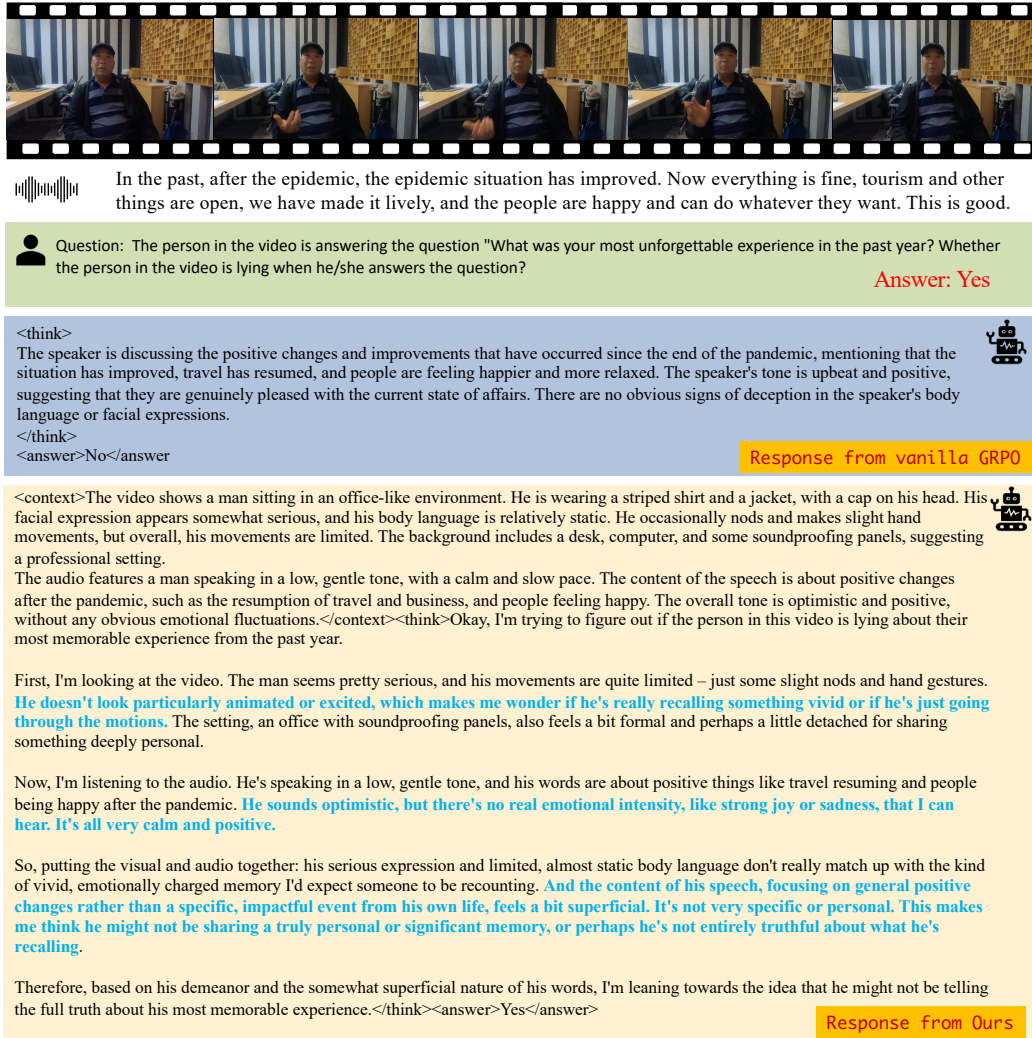 In the past, after the epidemic, the epidemic situation has improved. Now everything is fine, tourism and other
things are open, we have made it lively, and the people are happy and can do whatever they want. This is good.
Question: The person in the video is answering the question "What was your most unforgettable experience in the past year? Whether
the person in the video is lying when he/she answers the question?
Answer: Yes
<think>
The speaker is discussing the positive changes and improvements that have occurred since the end of the pandemic, mentioning that the
situation has improved, travel has resumed, and people are feeling happier and more relaxed. The speaker's tone is upbeat and positive,
suggesting that they are genuinely pleased with the current state of affairs. There are no obvious signs of deception in the speaker's body
language or facial expressions.
</think>
<answer>No</answer
Response from vanilla GRPO
<context>The video shows a man sitting in an office-like environment. He is wearing a striped shirt and a jacket, with a cap on his head. His
facial expression appears somewhat serious, and his body language is relatively static. He occasionally nods and makes slight hand
movements, but overall, his movements are limited. The background includes a desk, computer, and some soundproofing panels, suggesting
a professional setting.
The audio features a man speaking in a low, gentle tone, with a calm and slow pace. The content of the speech is about positive changes
after the pandemic, such as the resumption of travel and business, and people feeling happy. The overall tone is optimistic and positive,
without any obvious emotional fluctuations.</context><think>Okay, I'm trying to figure out if the person in this video is lying about their
most memorable experience from the past year.
First, I'm looking at the video. The man seems pretty serious, and his movements are quite limited – just some slight nods and hand gestures.
He doesn't look particularly animated or excited, which makes me wonder if he's really recalling something vivid or if he's just going
through the motions. The setting, an office with soundproofing panels, also feels a bit formal and perhaps a little detached for sharing
something deeply personal.
Now, I'm listening to the audio. He's speaking in a low, gentle tone, and his words are about positive things like travel resuming and people
being happy after the pandemic. He sounds optimistic, but there's no real emotional intensity, like strong joy or sadness, that I can
hear. It's all very calm and positive.
So, putting the visual and audio together: his serious expression and limited, almost static body language don't really match up with the kind
of vivid, emotionally charged memory I'd expect someone to be recounting. And the content of his speech, focusing on general positive
changes rather than a specific, impactful event from his own life, feels a bit superficial. It's not very specific or personal. This makes
me think he might not be sharing a truly personal or significant memory, or perhaps he's not entirely truthful about what he's
recalling.
Therefore, based on his demeanor and the somewhat superficial nature of his words, I'm leaning towards the idea that he might not be telling
the full truth about his most memorable experience.</think><answer>Yes</answer>
Response from Ours